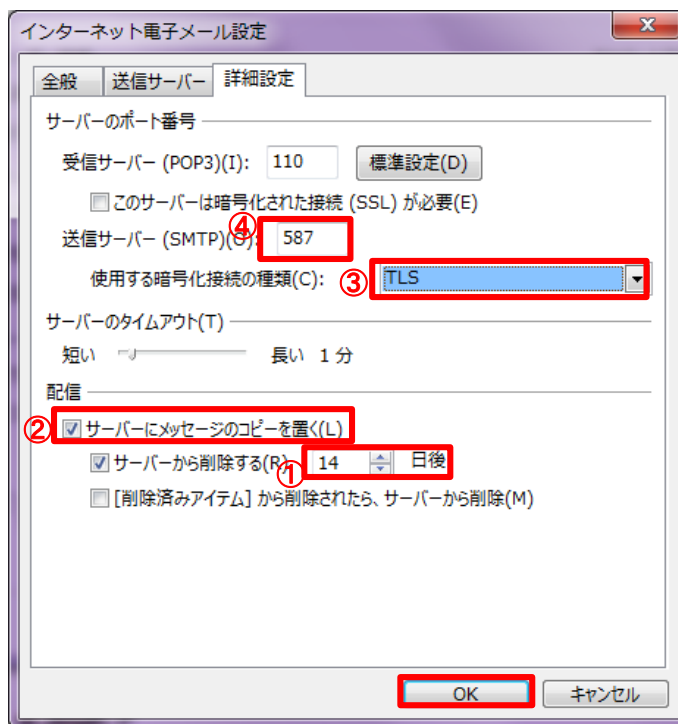 インターネット電子メール設定
全般 送信サーバー 詳細設定
サーバーのポート番号
受信サーバー (POP3)(I): 110 標準設定(D)
このサーバーは暗号化された接続 (SSL) が必要(E)
④
送信サーバー (SMTP)(O): 587
使用する暗号化接続の種類(C): ③ TLS
サーバーのタイムアウト(T)
短い 長い 1 分
配信
② サーバーにメッセージのコピーを置く(L)
サーバーから削除する(R) ① 14 日後
[削除済みアイテム] から削除されたら、サーバーから削除(M)
OK キャンセル